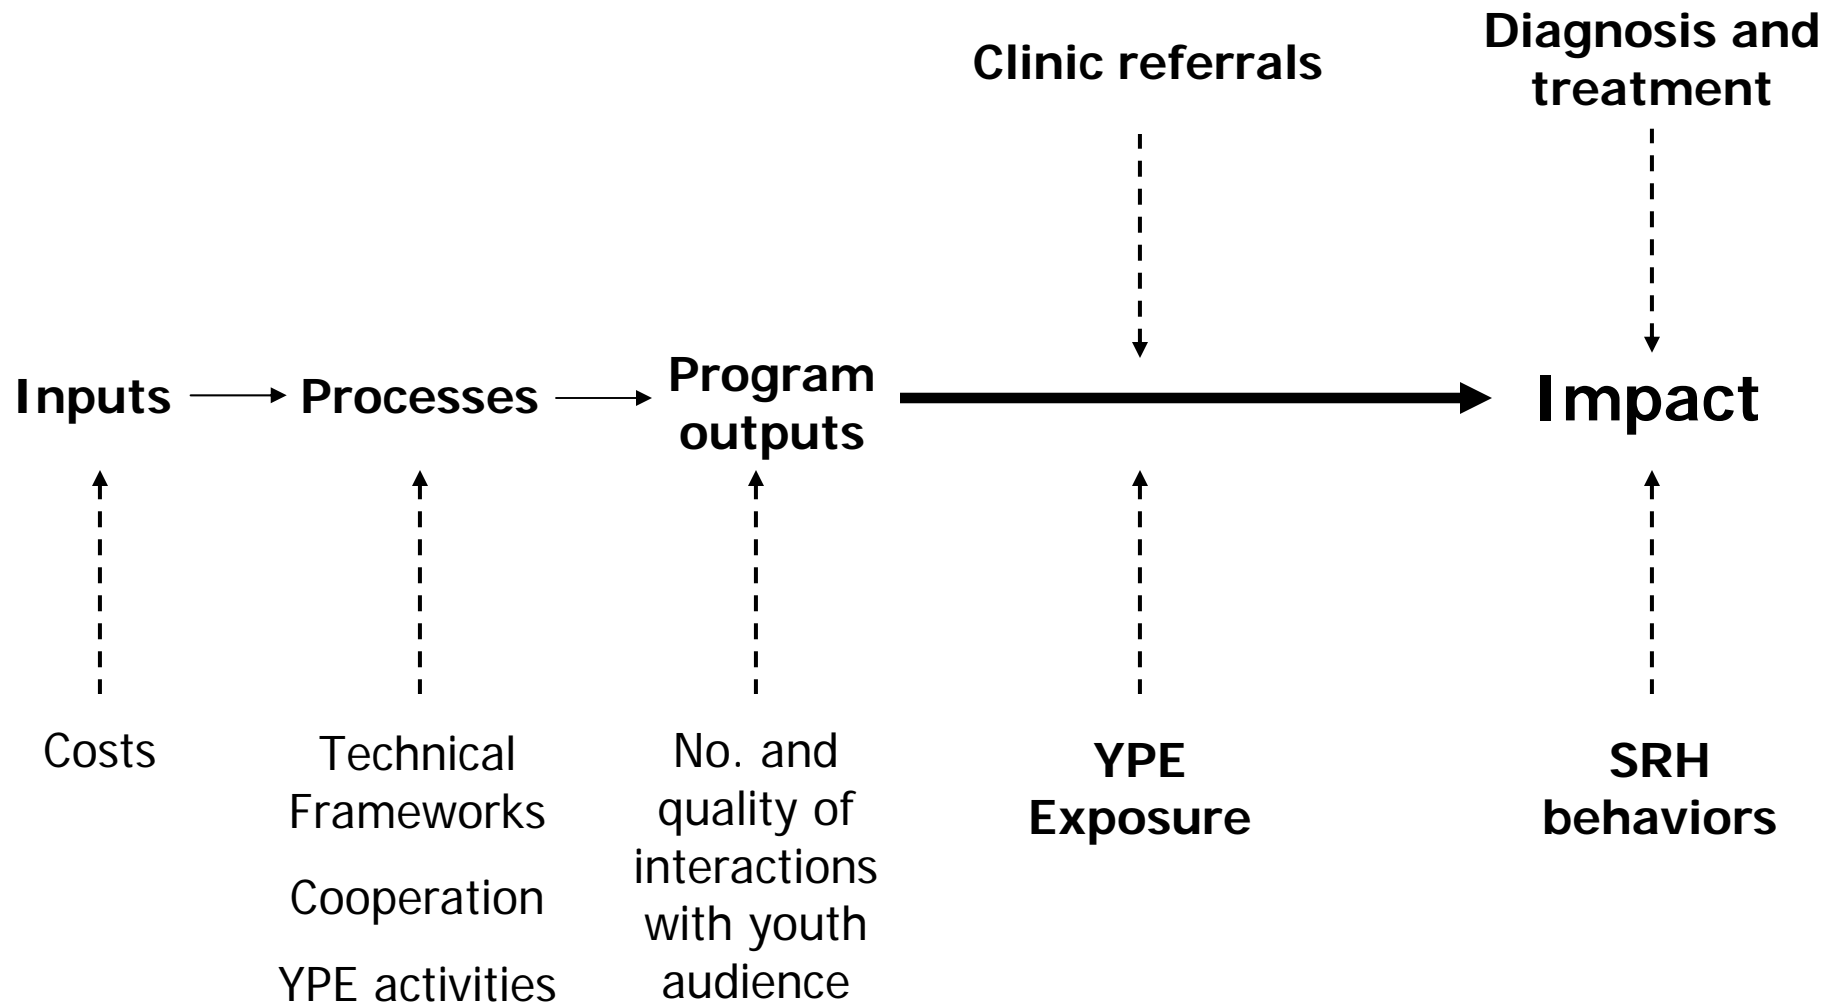 Clinic referrals
Diagnosis and
treatment
Inputs
Processes
Program
outputs
Impact
Costs
Technical
Frameworks
Cooperation
YPE activities
No. and
quality of
interactions
with youth
audience
YPE
Exposure
SRH
behaviors